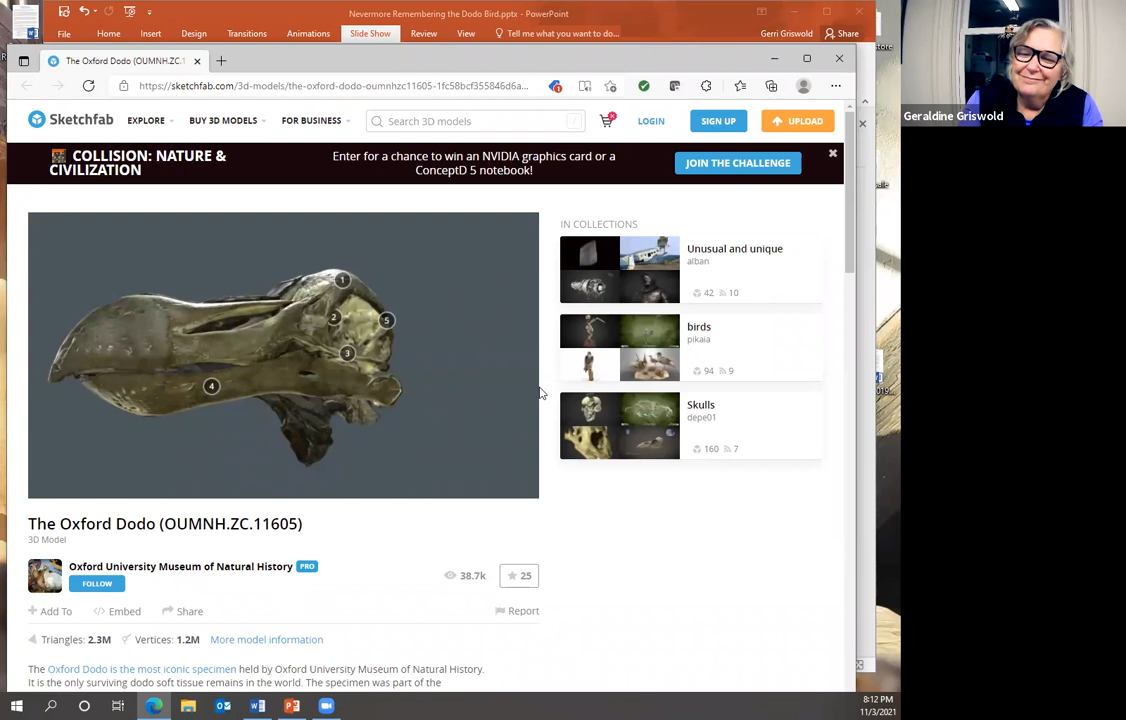 Nevermore Remembering the Dodo Bird.pptx - PowerPoint
File Home Insert Design Transitions Animations Slide Show Review View Tell me what you want to do... Gerri Griswold Share
The Oxford Dodo (OUMNH.ZC.1
https://sketchfab.com/3d-models/the-oxford-dodo-oumnhzc11605-1fc58bcf355846d6a...
Sketchfab EXPLORE BUY 3D MODELS FOR BUSINESS Search 3D models / LOGIN SIGN UP UPLOAD
Geraldine Griswold
COLLISION: NATURE &
CIVILIZATION
Enter for a chance to win an NVIDIA graphics card or a
ConceptD 5 notebook!
JOIN THE CHALLENGE
1
2
5
3
4
IN COLLECTIONS
Unusual and unique
alban
42 10
birds
pikaia
94 9
Skulls
depe01
160 7
The Oxford Dodo (OUMNH.ZC.11605)
3D Model
Oxford University Museum of Natural History PRO
FOLLOW
38.7k 25
Add To Embed Share Report
Triangles: 2.3M Vertices: 1.2M More model information
The Oxford Dodo is the most iconic specimen held by Oxford University Museum of Natural History.
It is the only surviving dodo soft tissue remains in the world. The specimen was part of the
8:12 PM
11/3/2021